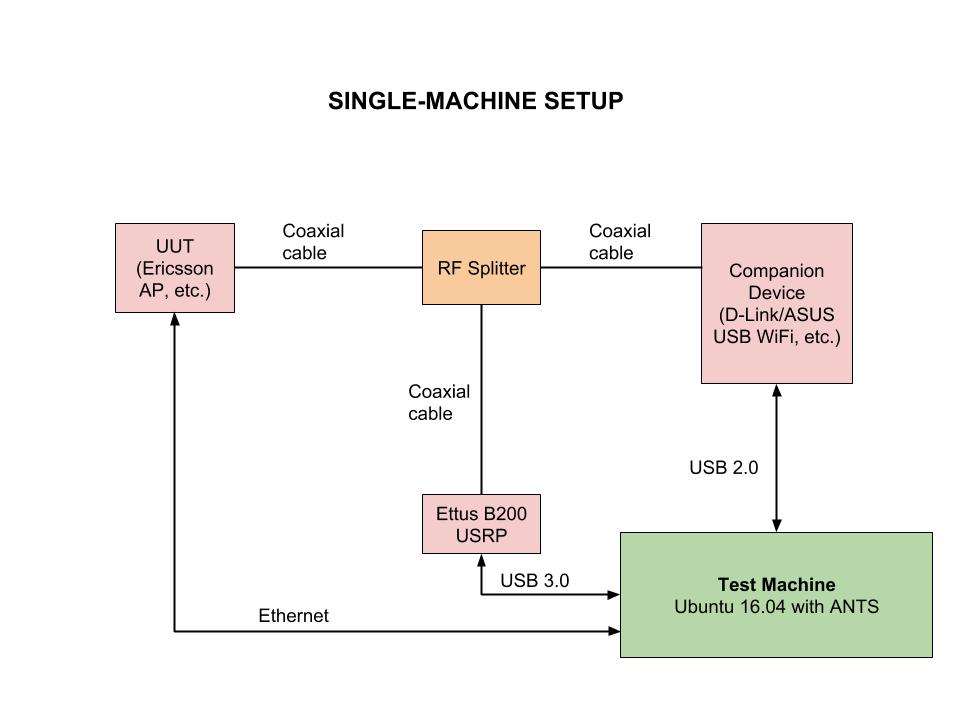 SINGLE-MACHINE SETUP
UUT
(Ericsson
AP, etc.)
Coaxial
cable
RF Splitter
Coaxial
cable
Companion
Device
(D-Link/ASUS
USB WiFi, etc.)
Coaxial
cable
USB 2.0
Ettus B200
USRP
USB 3.0
Test Machine
Ubuntu 16.04 with ANTS
Ethernet